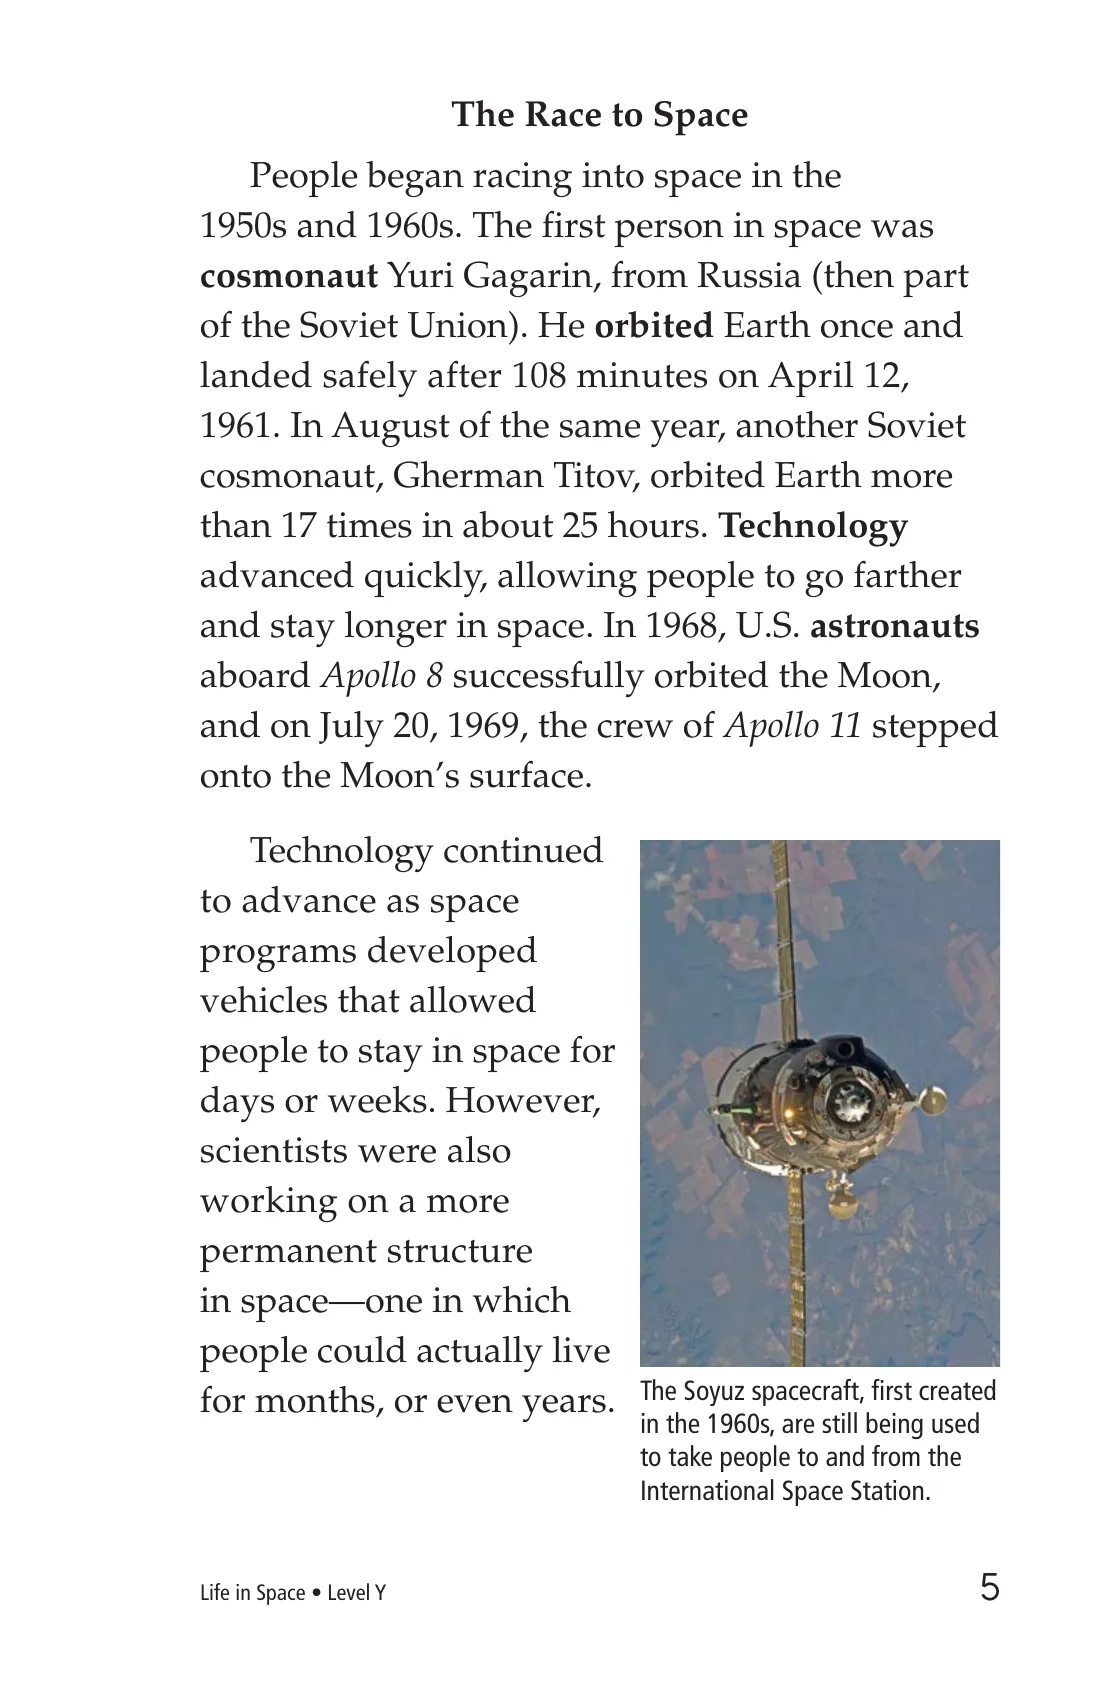 The Race to Space
People began racing into space in the
1950s and 1960s. The first person in space was
cosmonaut Yuri Gagarin, from Russia (then part
of the Soviet Union). He orbited Earth once and
landed safely after 108 minutes on April 12,
1961. In August of the same year, another Soviet
cosmonaut, Gherman Titov, orbited Earth more
than 17 times in about 25 hours. Technology
advanced quickly, allowing people to go farther
and stay longer in space. In 1968, U.S. astronauts
aboard Apollo 8 successfully orbited the Moon,
and on July 20, 1969, the crew of Apollo 11 stepped
onto the Moon’s surface.
Technology continued
to advance as space
programs developed
vehicles that allowed
people to stay in space for
days or weeks. However,
scientists were also
working on a more
permanent structure
in space—one in which
people could actually live
for months, or even years.
The Soyuz spacecraft, first created
in the 1960s, are still being used
to take people to and from the
International Space Station.
Life in Space • Level Y
5